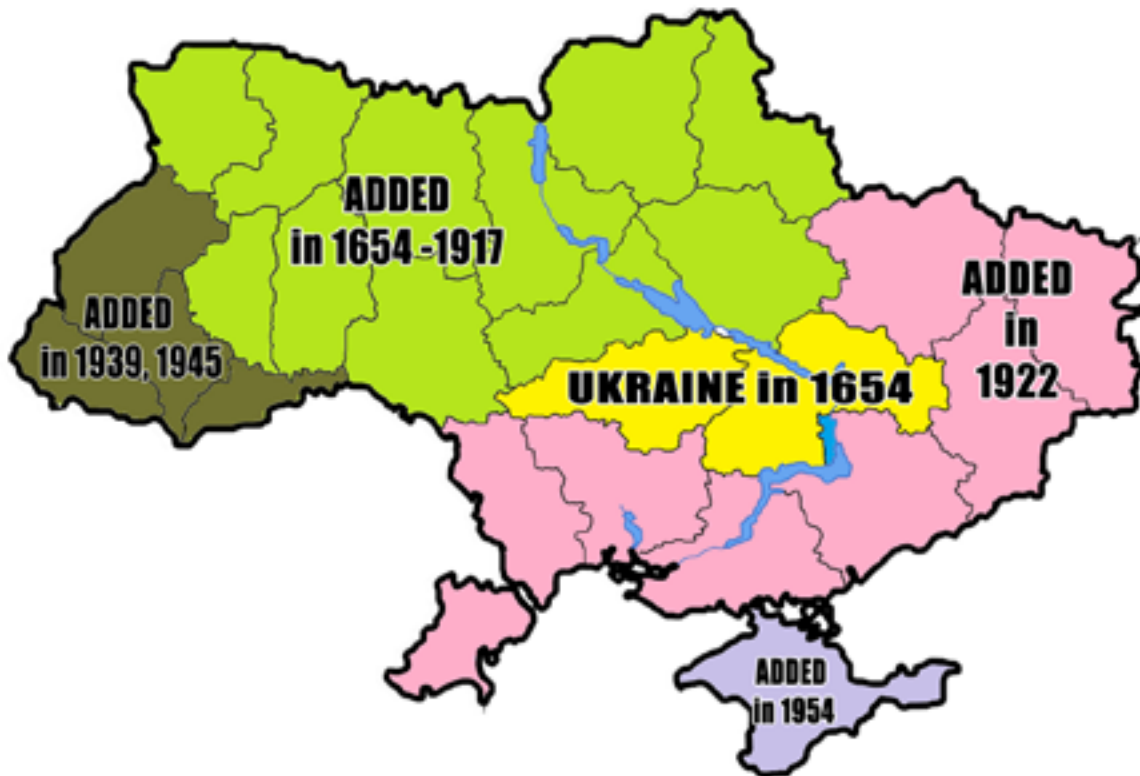 ADDED
in 1654 -1917
ADDED
in 1939, 1945
ADDED
in
1922
UKRAINE in 1654
ADDED
in 1954